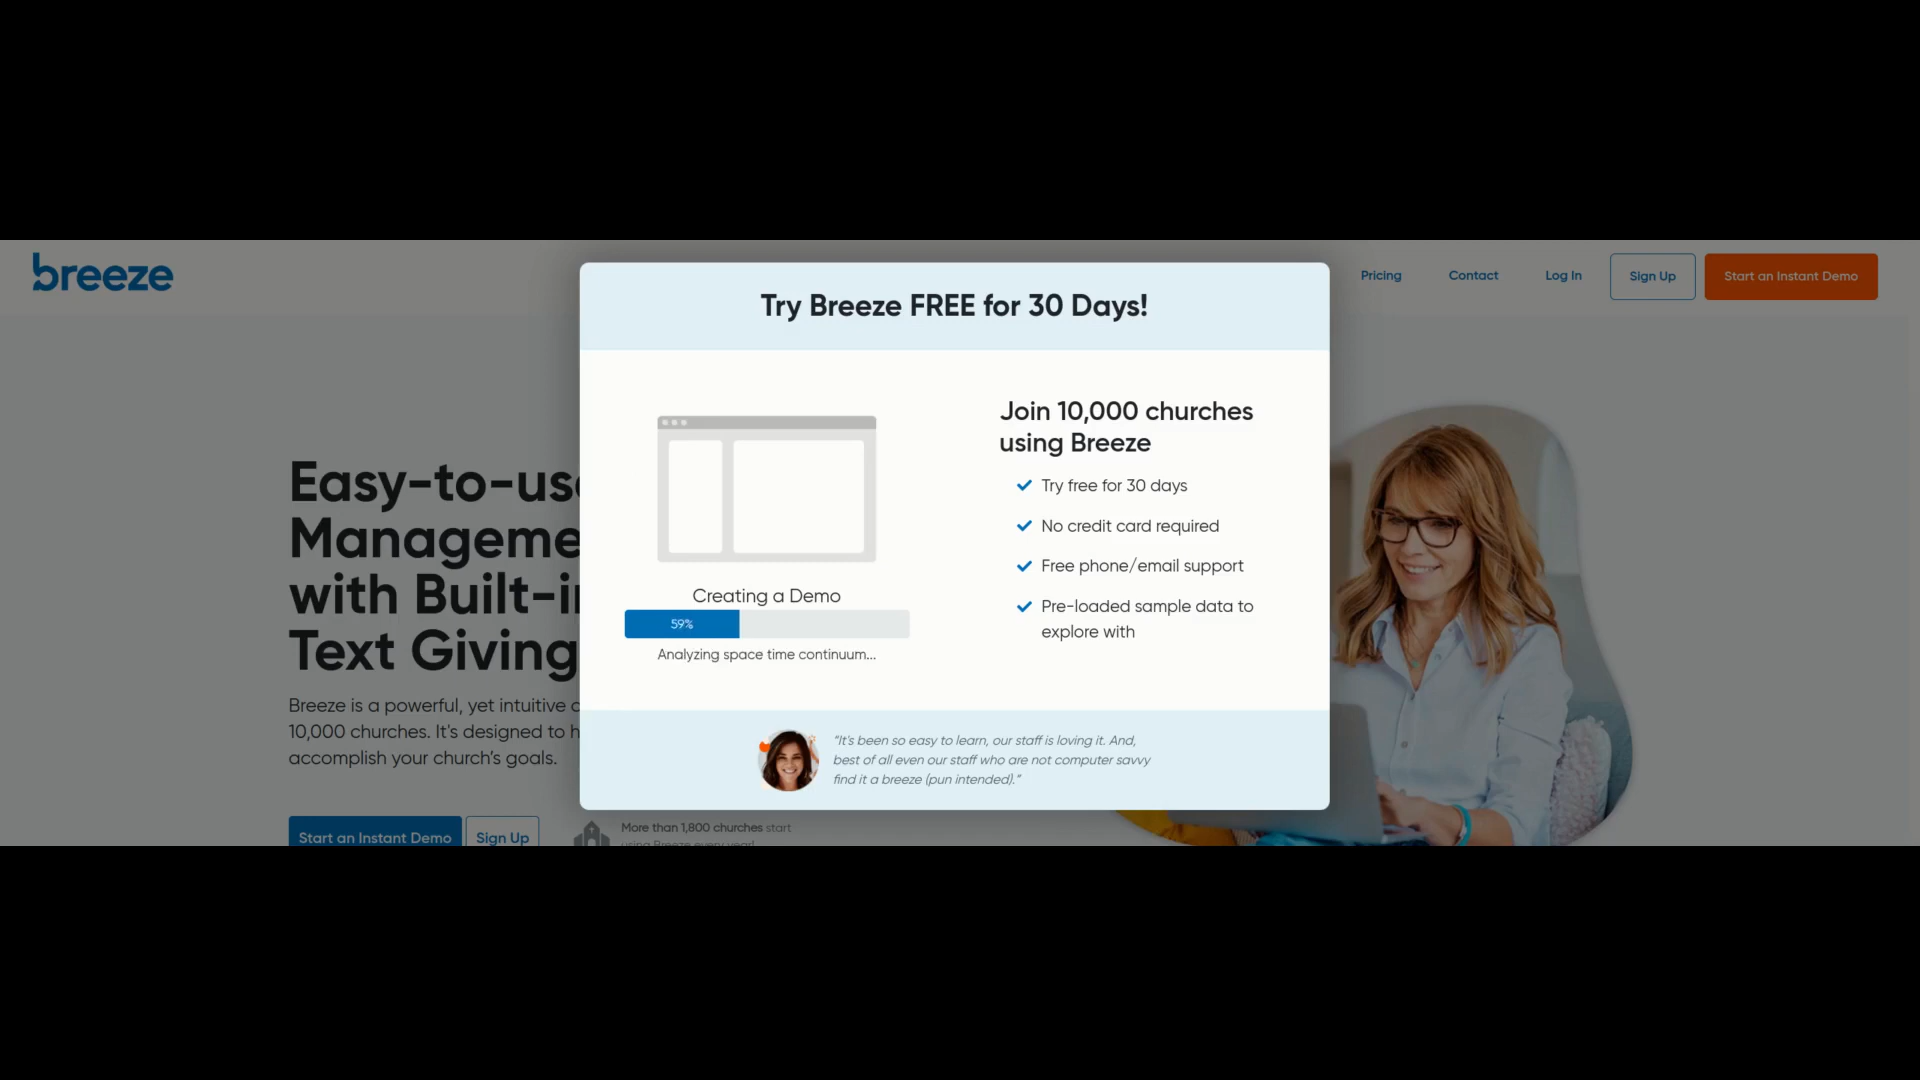 breeze
Pricing
Contact
Log In
Sign Up
Start an Instant Demo
Try Breeze FREE for 30 Days!
Creating a Demo
59%
Analyzing space time continuum...
Join 10,000 churches
using Breeze
Try free for 30 days
No credit card required
Free phone/email support
Pre-loaded sample data to
explore with
“It's been so easy to learn, our staff is loving it. And,
best of all even our staff who are not computer savvy
find it a breeze (pun intended).”
Easy-to-us
Manageme
with Built-i
Text Giving
Breeze is a powerful, yet intuitive
10,000 churches. It's designed to h
accomplish your church’s goals.
Start an Instant Demo
Sign Up
More than 1,800 churches start
using Breeze every year!